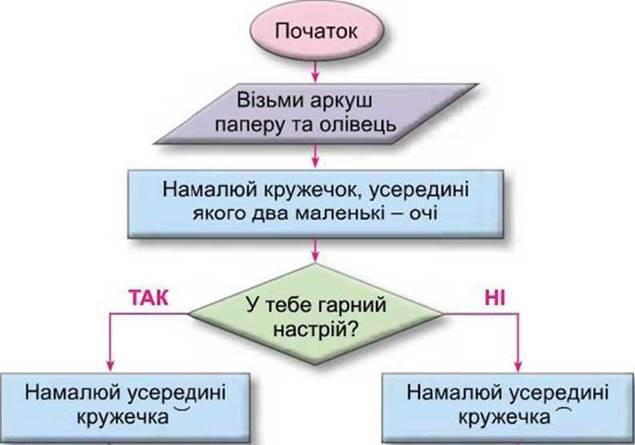 Початок
Візьми аркуш
паперу та олівець
Намалюй кружечок, усередині
якого два маленькі – очі
ТАК
НІ
У тебе гарний
настрій?
Намалюй усередині
кружечка
Намалюй усередині
кружечка